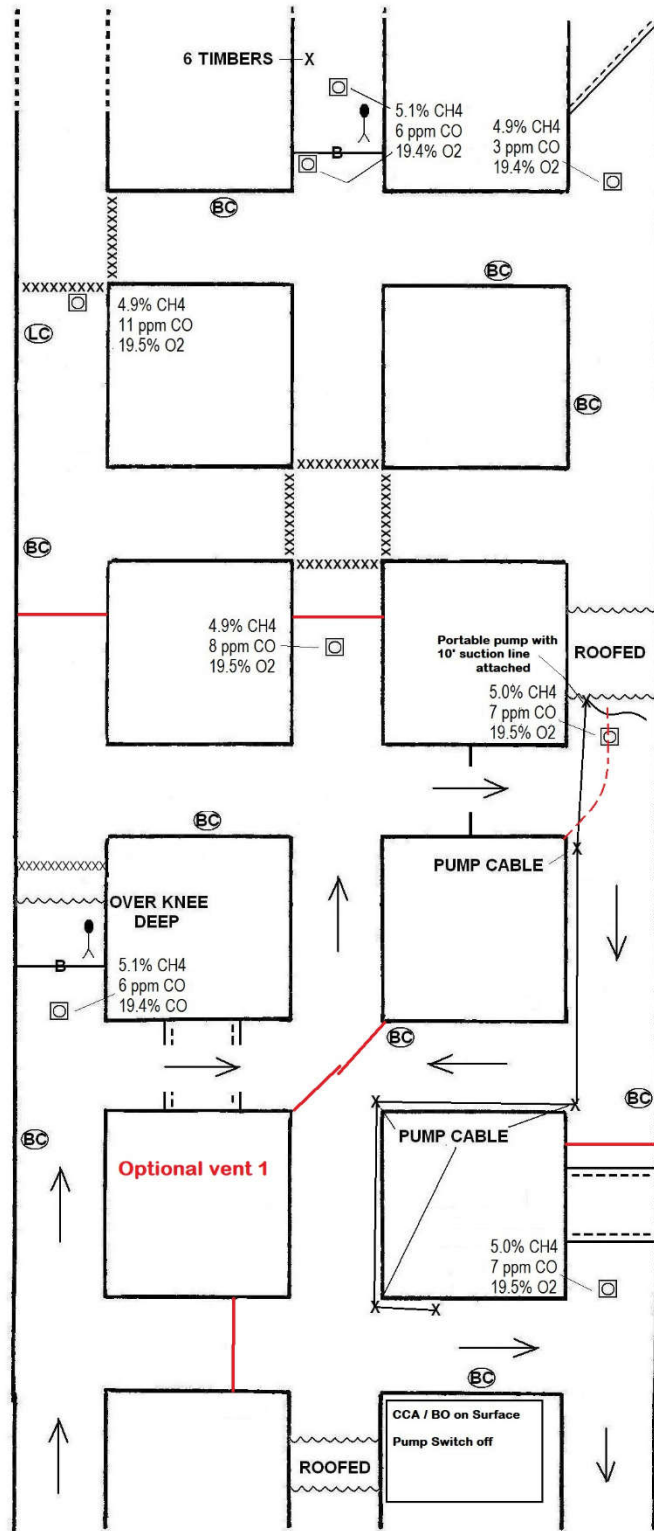 6 TIMBERS
X
5.1% CH4
6 ppm CO
19.4% O2
4.9% CH4
3 ppm CO
19.4% O2
B
BC
XXXXXXXX
BC
XXXXXXXXXX
4.9% CH4
11 ppm CO
19.5% O2
LC
BC
XXXXXXXXX
XXXXXXXX
XXXXXXXX
XXXXXXXXX
BC
4.9% CH4
8 ppm CO
19.5% O2
Portable pump with
10' suction line
attached
ROOFED
X
5.0% CH4
7 ppm CO
19.5% O2
BC
PUMP CABLE
X
XXXXXXXXXX
OVER KNEE
DEEP
B
5.1% CH4
6 ppm CO
19.4% CO
BC
BC
BC
X
X
PUMP CABLE
Optional vent 1
5.0% CH4
7 ppm CO
19.5% O2
X
X
BC
CCA / BO on Surface
Pump Switch off
ROOFED